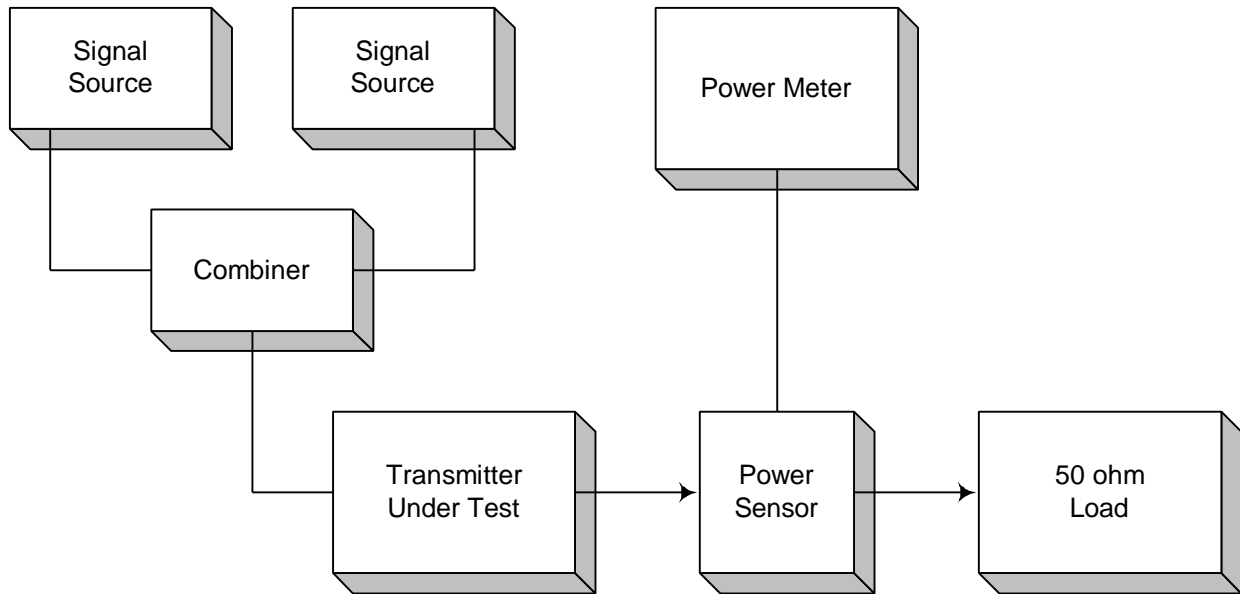 Signal
Source
Signal
Source
Power Meter
Combiner
Transmitter
Under Test
Power
Sensor
50 ohm
Load